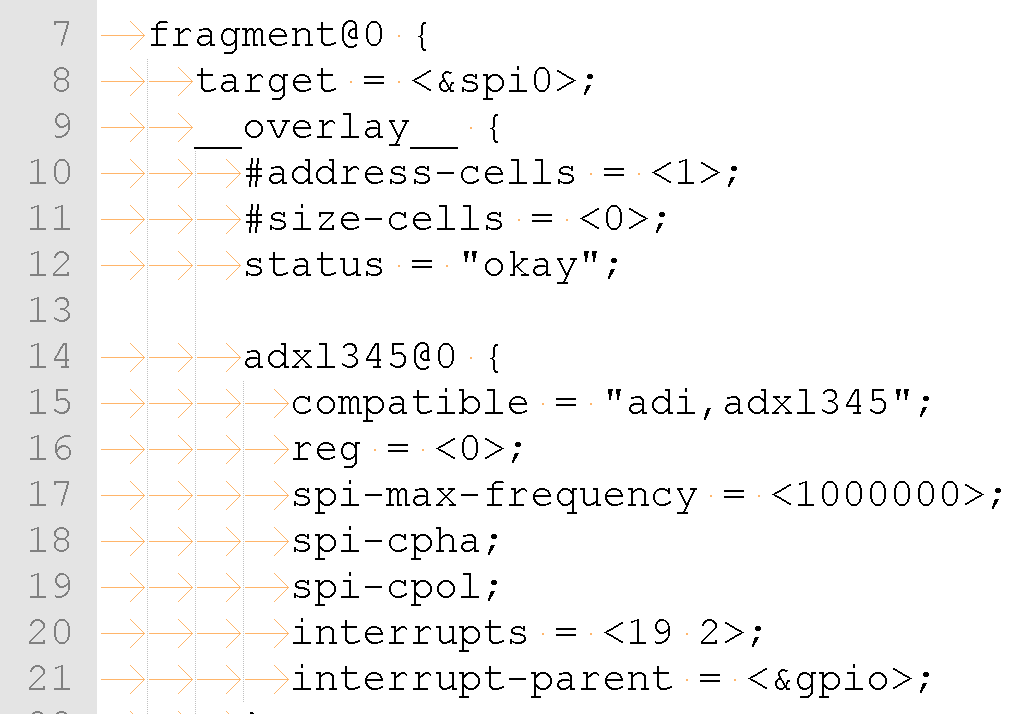 7 fragment@0 {
8 target = <&spi0>;
9 __overlay__ {
10 #address-cells = <1>;
11 #size-cells = <0>;
12 status = "okay";
13
14 adxl345@0 {
15 compatible = "adi,adxl345";
16 reg = <0>;
17 spi-max-frequency = <1000000>;
18 spi-cpha;
19 spi-cpol;
20 interrupts = <19 2>;
21 interrupt-parent = <&gpio>;